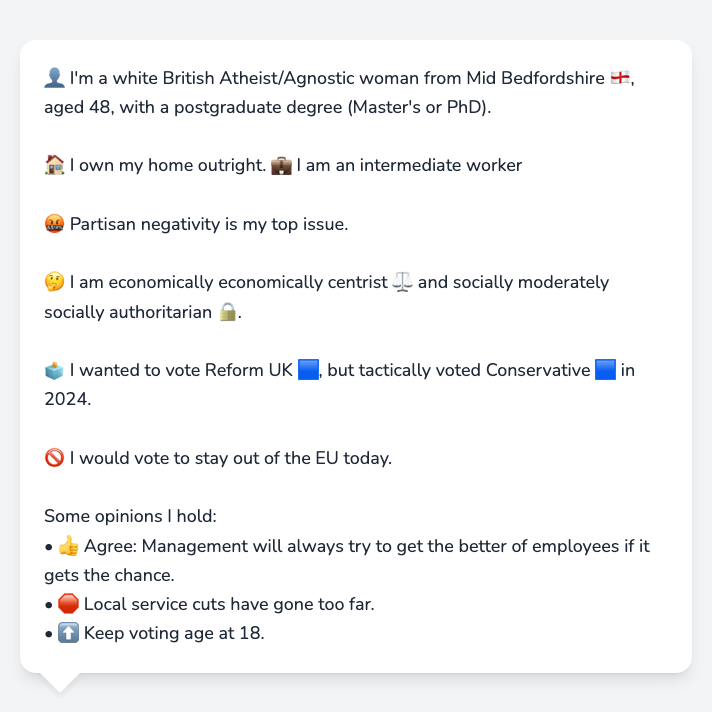 👤 I'm a white British Atheist/Agnostic woman from Mid Bedfordshire 🏴󠁧󠁢󠁥󠁮󠁧󠁿,
aged 48, with a postgraduate degree (Master's or PhD).
🏠 I own my home outright. 💼 I am an intermediate worker
🤬 Partisan negativity is my top issue.
🤔 I am economically economically centrist ⚖️ and socially moderately
socially authoritarian 🔒.
🗳️ I wanted to vote Reform UK 🟦, but tactically voted Conservative 🟦 in
2024.
🚫 I would vote to stay out of the EU today.
Some opinions I hold:
• 👍 Agree: Management will always try to get the better of employees if it
gets the chance.
• 🛑 Local service cuts have gone too far.
• ⬆️ Keep voting age at 18.